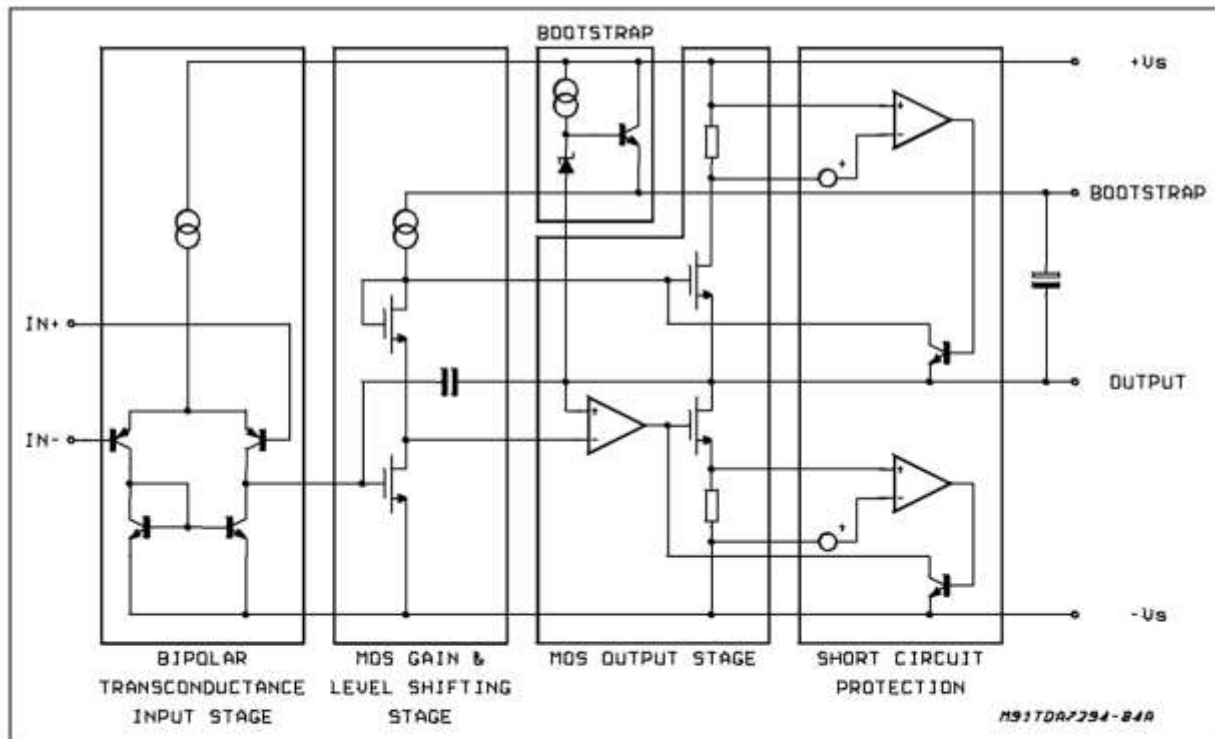 BOOTSTRAP
+Vs
+
-
+
BOOTSTRAP
IN+
OUTPUT
IN-
+
-
+
-
+
-Vs
BIPOLAR
TRANSCONDUCTANCE
INPUT STAGE
MOS GAIN &
LEVEL SHIFTING
STAGE
MOS OUTPUT STAGE
SHORT CIRCUIT
PROTECTION
M91TDA7294-04A